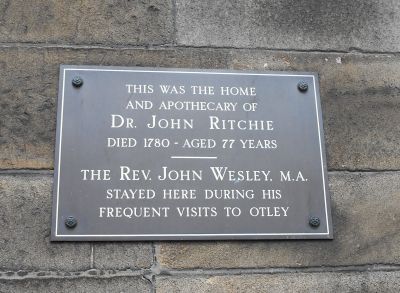 THIS WAS THE HOME
AND APOTHECARY OF
DR. JOHN RITCHIE
DIED 1780 - AGED 77 YEARS
THE REV. JOHN WESLEY, M.A.
STAYED HERE DURING HIS
FREQUENT VISITS TO OTLEY